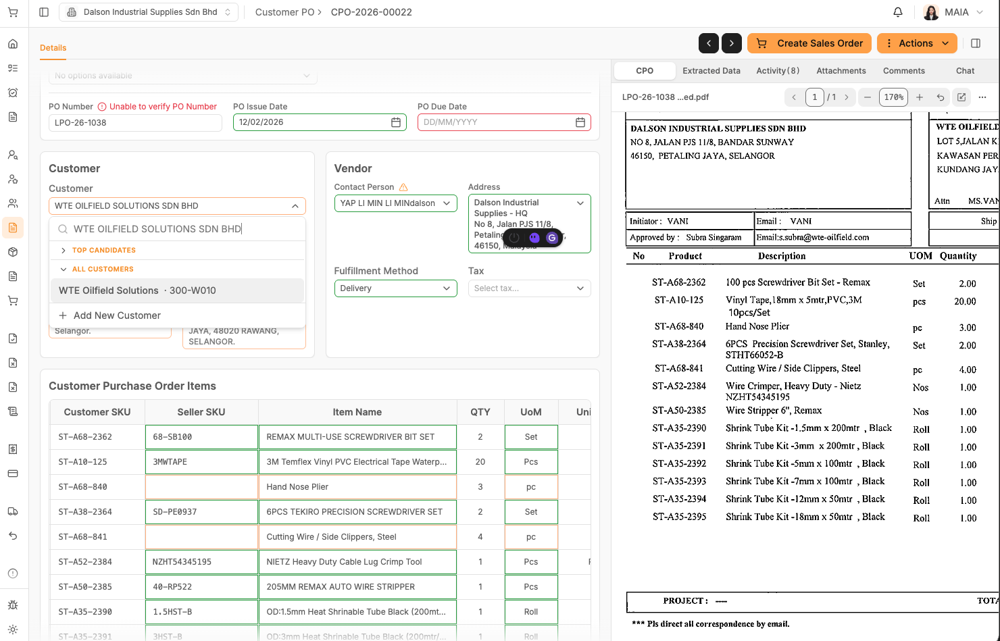 Dalson Industrial Supplies Sdn Bhd
Customer PO > CPO-2026-00022
MAIA
Details
Create Sales Order
Actions
No options available
PO Number Unable to verify PO Number
LPO-26-1038
PO Issue Date
12/02/2026
PO Due Date
DD/MM/YYYY
Customer
Customer
WTE OILFIELD SOLUTIONS SDN BHD
WTE OILFIELD SOLUTIONS SDN BHD
TOP CANDIDATES
ALL CUSTOMERS
WTE Oilfield Solutions · 300-W010
+ Add New Customer
Selangor.
JAYA, 48020 RAWANG,
SELANGOR.
Vendor
Contact Person
YAP LI MIN LI MINdalson
Address
Dalson Industrial
Supplies - HQ
No 8, Jalan PJS 11/8,
Petaling
46150, Malaysia
Fulfillment Method
Delivery
Tax
Select tax...
Customer Purchase Order Items
Customer SKU Seller SKU Item Name QTY UoM Uni
ST-A68-2362 68-SB100 REMAX MULTI-USE SCREWDRIVER BIT SET 2 Set
ST-A10-125 3MWTAPE 3M Temflex Vinyl PVC Electrical Tape Waterp... 20 Pcs
ST-A68-840 Hand Nose Plier 3 pc
ST-A38-2364 SD-PE0937 6PCS TEKIRO PRECISION SCREWDRIVER SET 2 Set
ST-A68-841 Cutting Wire / Side Clippers, Steel 4 pc
ST-A52-2384 NZHT54345195 NIETZ Heavy Duty Cable Lug Crimp Tool 1 Pcs
ST-A50-2385 40-RP522 205MM REMAX AUTO WIRE STRIPPER 1 Pcs
ST-A35-2390 1.5HST-B OD:1.5mm Heat Shrinable Tube Black (200mt... 1 Roll
ST-A35-2391 3HST-B OD:3mm Heat Shrinable Tube Black (200mtr/... 1 Roll
CPO Extracted Data Activity(8) Attachments Comments Chat
LPO-26-1038 ...ed.pdf
1 / 1
170%
DALSON INDUSTRIAL SUPPLIES SDN BHD
NO 8, JALAN PJS 11/8, BANDAR SUNWAY
46150, PETALING JAYA, SELANGOR
WTE OILFIELD
LOT 5,JALAN K
KAWASAN PER
KUNDANG JAY
Attn MS.VAN
Initiator : VANI Email : VANI
Ship
Approved by : Subra Singaram Email:s.subra@wte-oilfield.com
No Product Description UOM Quantity
ST-A68-2362 100 pcs Screwdriver Bit Set - Remax Set 2.00
ST-A10-125 Vinyl Tape,18mm x 5mtr,PVC,3M pcs 20.00
10pcs/Set
ST-A68-840 Hand Nose Plier pc 3.00
ST-A38-2364 6PCS Precision Screwdriver Set, Stanley, Set 2.00
STHT66052-B
ST-A68-841 Cutting Wire / Side Clippers, Steel pc 4.00
ST-A52-2384 Wire Crimper, Heavy Duty - Nietz Nos 1.00
NZHT54345195
ST-A50-2385 Wire Stripper 6", Remax Nos 1.00
ST-A35-2390 Shrink Tube Kit -1.5mm x 200mtr , Black Roll 1.00
ST-A35-2391 Shrink Tube Kit -3mm x 200mtr , Black Roll 1.00
ST-A35-2392 Shrink Tube Kit -5mm x 100mtr , Black Roll 1.00
ST-A35-2393 Shrink Tube Kit -7mm x 100mtr , Black Roll 1.00
ST-A35-2394 Shrink Tube Kit -12mm x 50mtr , Black Roll 1.00
ST-A35-2395 Shrink Tube Kit -18mm x 50mtr , Black Roll 1.00
PROJECT : ---- TOTA
*** Pls direct all correspondence by email.